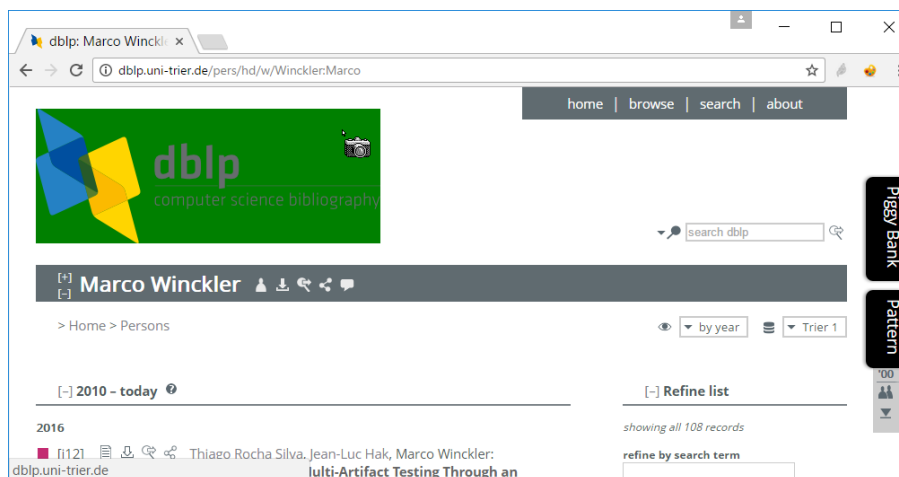 dblp: Marco Winckle
dblp.uni-trier.de/pers/hd/w/Winckler:Marco
home | browse | search | about
dblp
computer science bibliography
search dblp
Piggy Bank
[+]
[-]
Marco Winckler
> Home > Persons
by year
Trier 1
Pattern
'00
[-] 2010 – today
[-] Refine list
2016
showing all 108 records
[j12]
Thiago Rocha Silva, Jean-Luc Hak, Marco Winckler:
refine by search term
dblp.uni-trier.de
Artifact Testing Through an